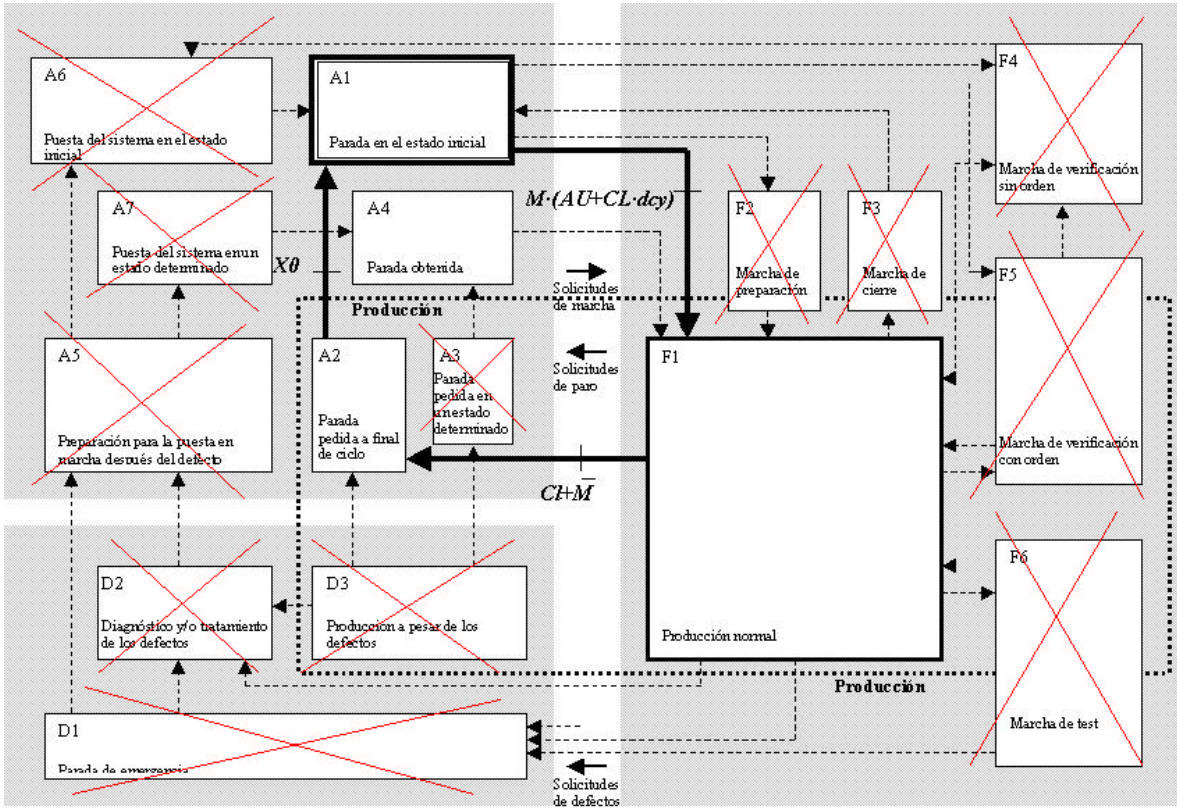 A6
Puesta del sistema en el estado
inicial
A1
Parada en el estado inicial
F4
Marcha de verificación
sin orden
A7
Puesta del sistema en un
estado determinado
A4
Parada obtenida
X0
M·(AU+CL·dcy)
F2
Marcha de
preparación
F3
Marcha de
cierre
F5
Marcha de verificación
con orden
Solicitudes
de marcha
Producción
A5
Preparación para la puesta en
marcha después del defecto
A2
Parada
pedida a final
de ciclo
A3
Parada
pedida en
un estado
determinado
Solicitudes
de paro
F1
Producción normal
Cl+M̅
D2
Diagnóstico y/o tratamiento
de los defectos
D3
Produccion a pesar de los
defectos
F6
Marcha de test
Producción
D1
Parada de emergencia
Solicitudes
de defectos